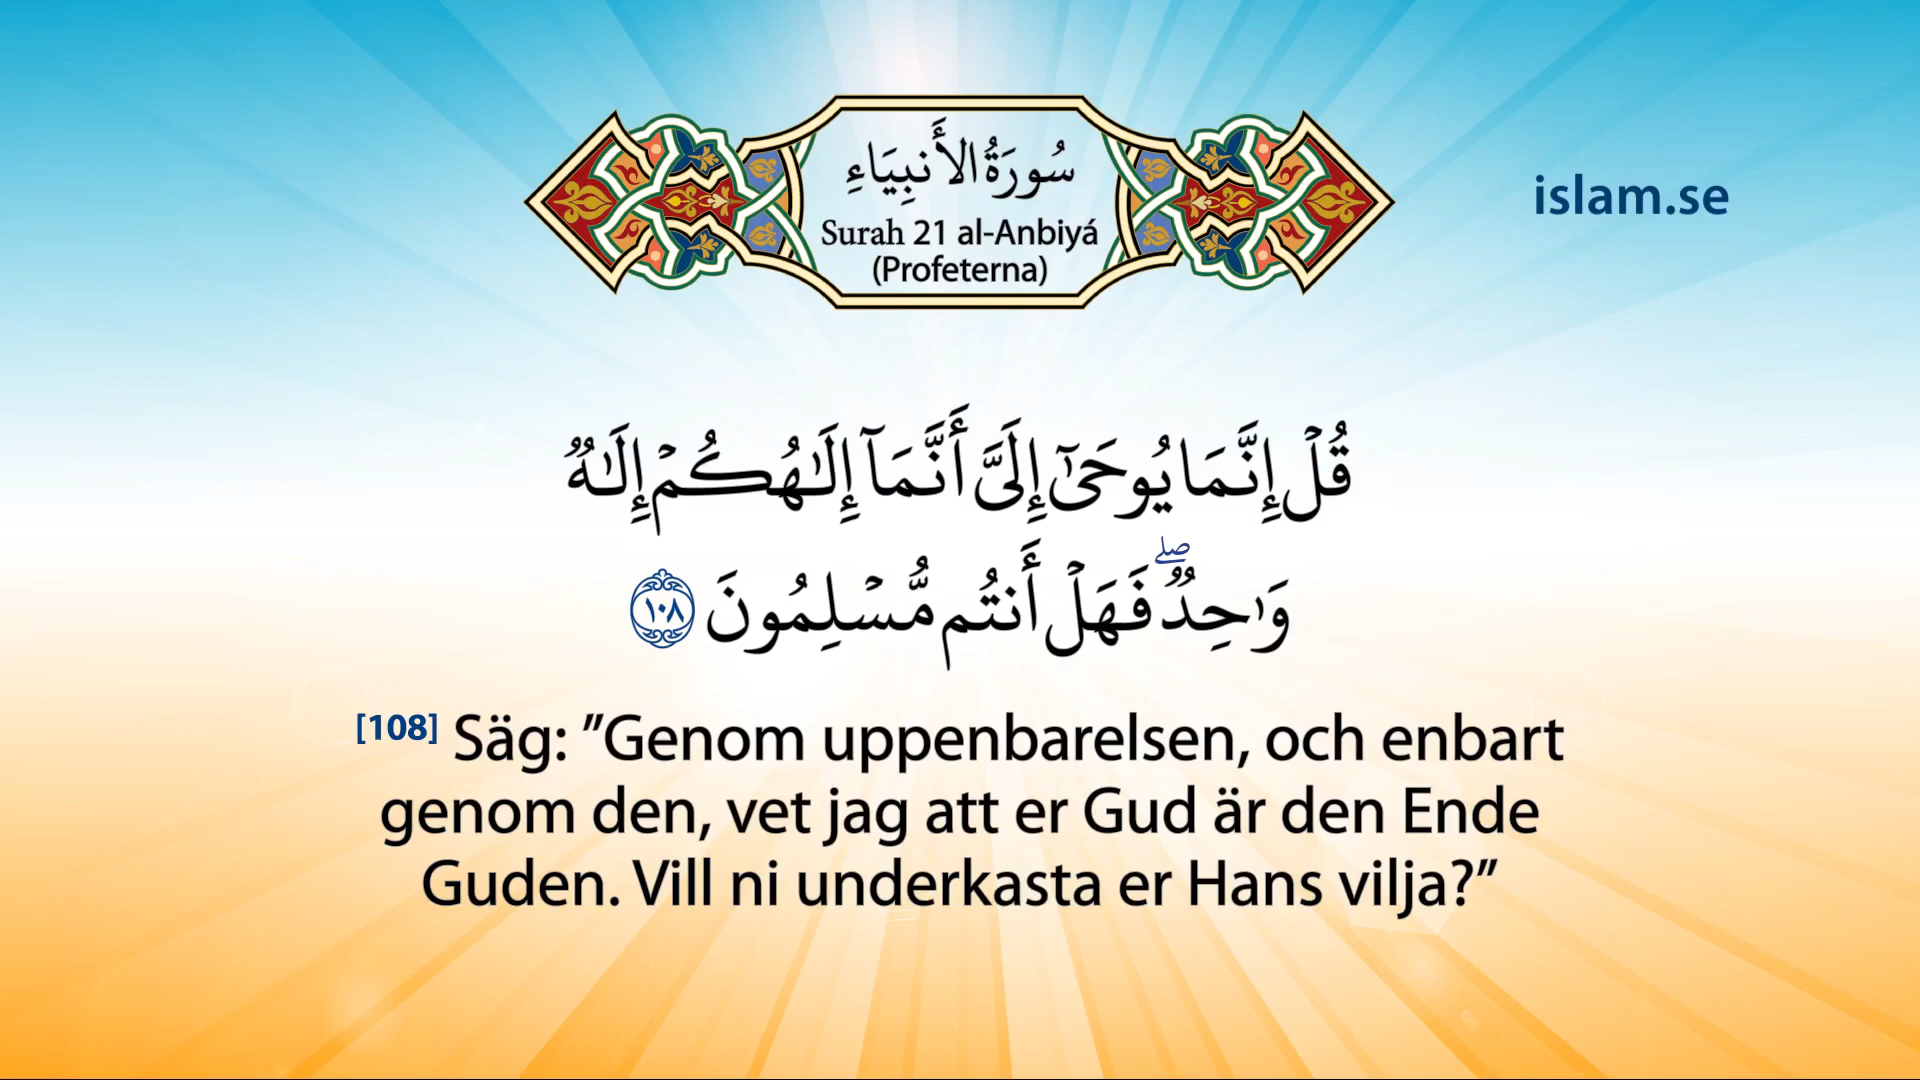 سُورَةُ الأَنبِيَاءِ
Surah 21 al-Anbiyá
(Profeterna)
islam.se
قُلۡ إِنَّمَا يُوحَىٰٓ إِلَيَّ أَنَّمَآ إِلَٰهُكُمۡ إِلَٰهٞ
وَٰحِدٞۖ فَهَلۡ أَنتُم مُّسۡلِمُونَ ١٠٨
[108] Säg: ”Genom uppenbarelsen, och enbart
genom den, vet jag att er Gud är den Ende
Guden. Vill ni underkasta er Hans vilja?”